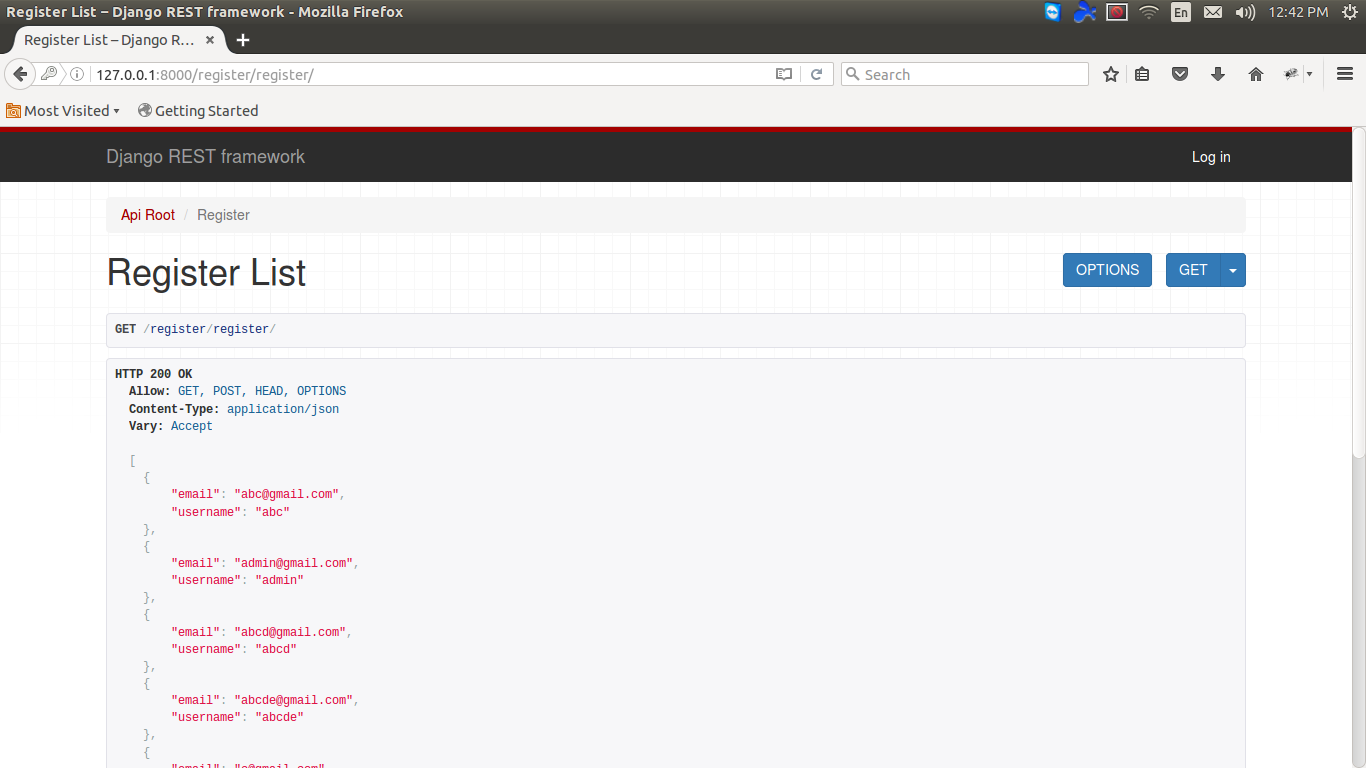 Register List – Django REST framework - Mozilla Firefox
En
12:42 PM
Register List – Django R...
127.0.0.1:8000/register/register/
Search
Most Visited
Getting Started
Django REST framework
Log in
Api Root / Register
Register List
OPTIONS
GET
GET /register/register/
HTTP 200 OK
Allow: GET, POST, HEAD, OPTIONS
Content-Type: application/json
Vary: Accept
[
{
"email": "abc@gmail.com",
"username": "abc"
},
{
"email": "admin@gmail.com",
"username": "admin"
},
{
"email": "abcd@gmail.com",
"username": "abcd"
},
{
"email": "abcde@gmail.com",
"username": "abcde"
},
{